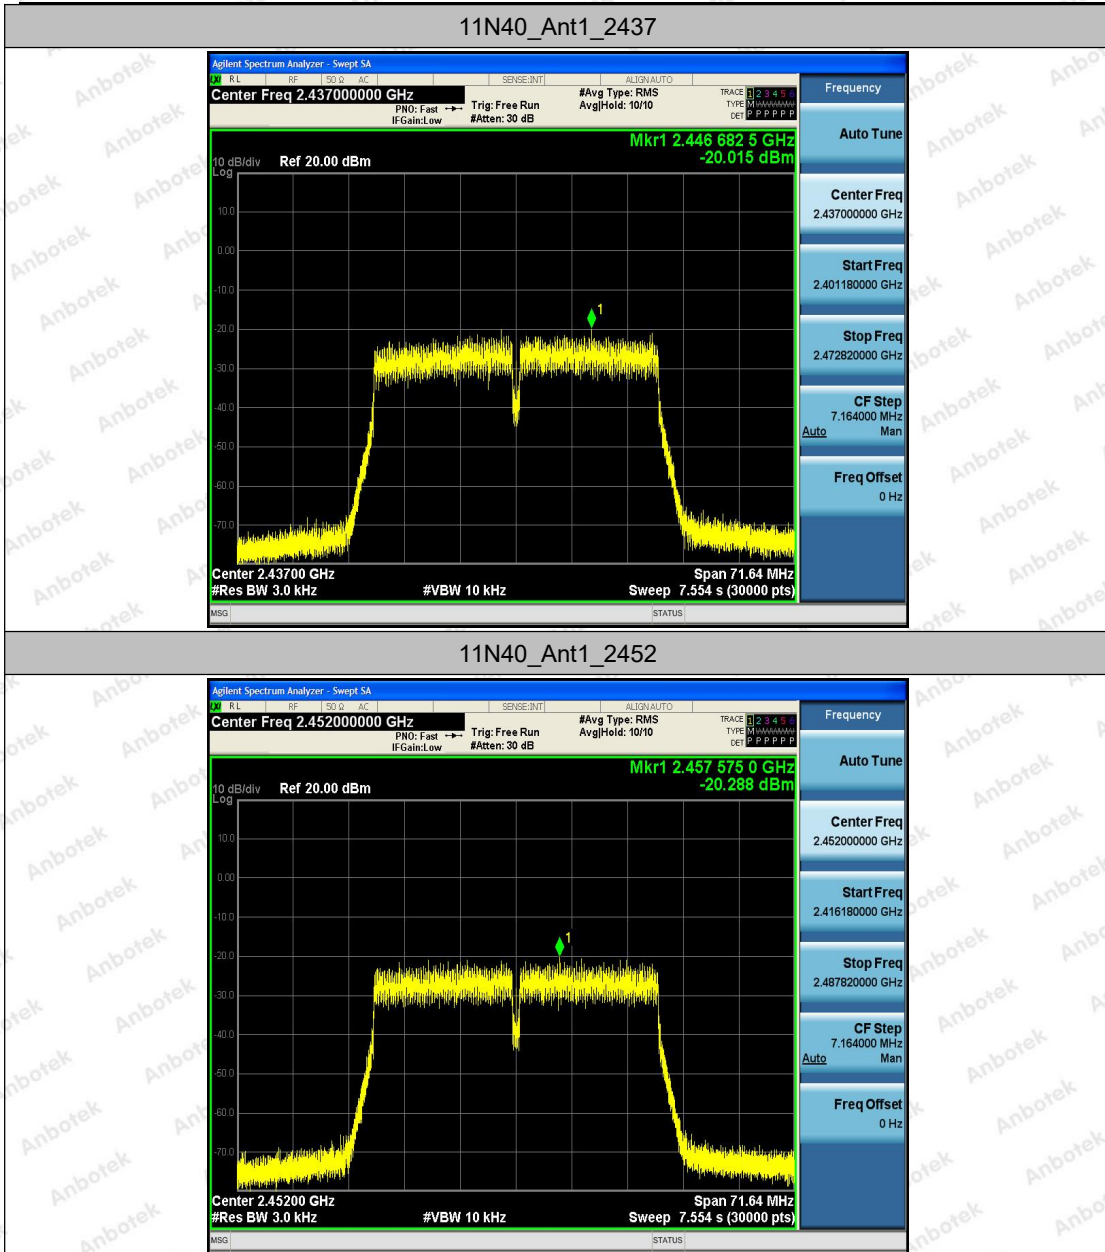 11N40_Ant1_2437
Agilent Spectrum Analyzer - Swept SA
LXI RL RF 50 Ω AC SENSE:INT ALIGNAUTO
Center Freq 2.437000000 GHz
PNO: Fast
IFGain:Low
Trig: Free Run
#Atten: 30 dB
#Avg Type: RMS
Avg|Hold: 10/10
TRACE 1 2 3 4 5 6
TYPE M
DET P P P P P P
Mkr1 2.446 682 5 GHz
-20.015 dBm
10 dB/div
Log
Ref 20.00 dBm
10.0
0.00
-10.0
-20.0
-30.0
-40.0
-50.0
-60.0
-70.0
1
Center 2.43700 GHz
#Res BW 3.0 kHz
#VBW 10 kHz
Span 71.64 MHz
Sweep 7.554 s (30000 pts)
MSG
STATUS
Frequency
Auto Tune
Center Freq
2.437000000 GHz
Start Freq
2.401180000 GHz
Stop Freq
2.472820000 GHz
CF Step
7.164000 MHz
Auto Man
Freq Offset
0 Hz
11N40_Ant1_2452
Agilent Spectrum Analyzer - Swept SA
LXI RL RF 50 Ω AC SENSE:INT ALIGNAUTO
Center Freq 2.452000000 GHz
PNO: Fast
IFGain:Low
Trig: Free Run
#Atten: 30 dB
#Avg Type: RMS
Avg|Hold: 10/10
TRACE 1 2 3 4 5 6
TYPE M
DET P P P P P P
Mkr1 2.457 575 0 GHz
-20.288 dBm
10 dB/div
Log
Ref 20.00 dBm
10.0
0.00
-10.0
-20.0
-30.0
-40.0
-50.0
-60.0
-70.0
1
Center 2.45200 GHz
#Res BW 3.0 kHz
#VBW 10 kHz
Span 71.64 MHz
Sweep 7.554 s (30000 pts)
MSG
STATUS
Frequency
Auto Tune
Center Freq
2.452000000 GHz
Start Freq
2.416180000 GHz
Stop Freq
2.487820000 GHz
CF Step
7.164000 MHz
Auto Man
Freq Offset
0 Hz
Anbotek